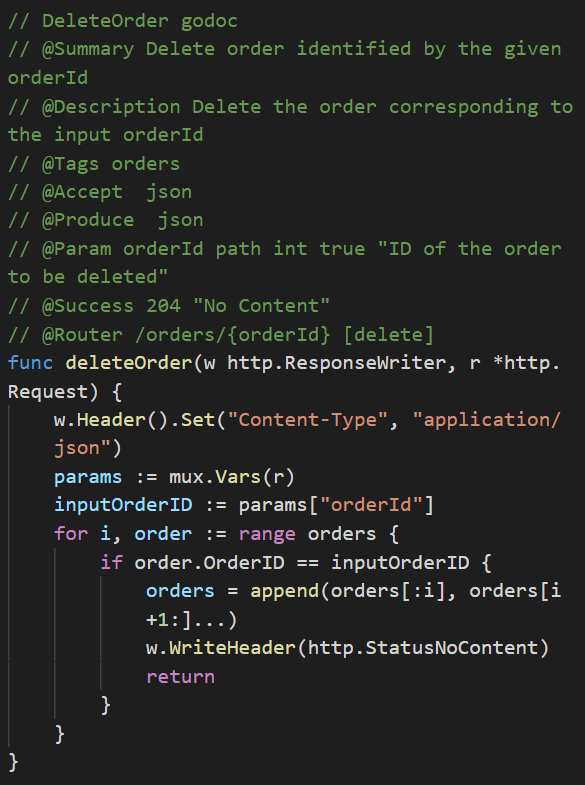 // DeleteOrder godoc
// @Summary Delete order identified by the given
orderId
// @Description Delete the order corresponding to
the input orderId
// @Tags orders
// @Accept  json
// @Produce  json
// @Param orderId path int true "ID of the order
to be deleted"
// @Success 204 "No Content"
// @Router /orders/{orderId} [delete]
func deleteOrder(w http.ResponseWriter, r *http.
Request) {
    w.Header().Set("Content-Type", "application/
    json")
    params := mux.Vars(r)
    inputOrderID := params["orderId"]
    for i, order := range orders {
        if order.OrderID == inputOrderID {
            orders = append(orders[:i], orders[i
            +1:]...)
            w.WriteHeader(http.StatusNoContent)
            return
        }
    }
}